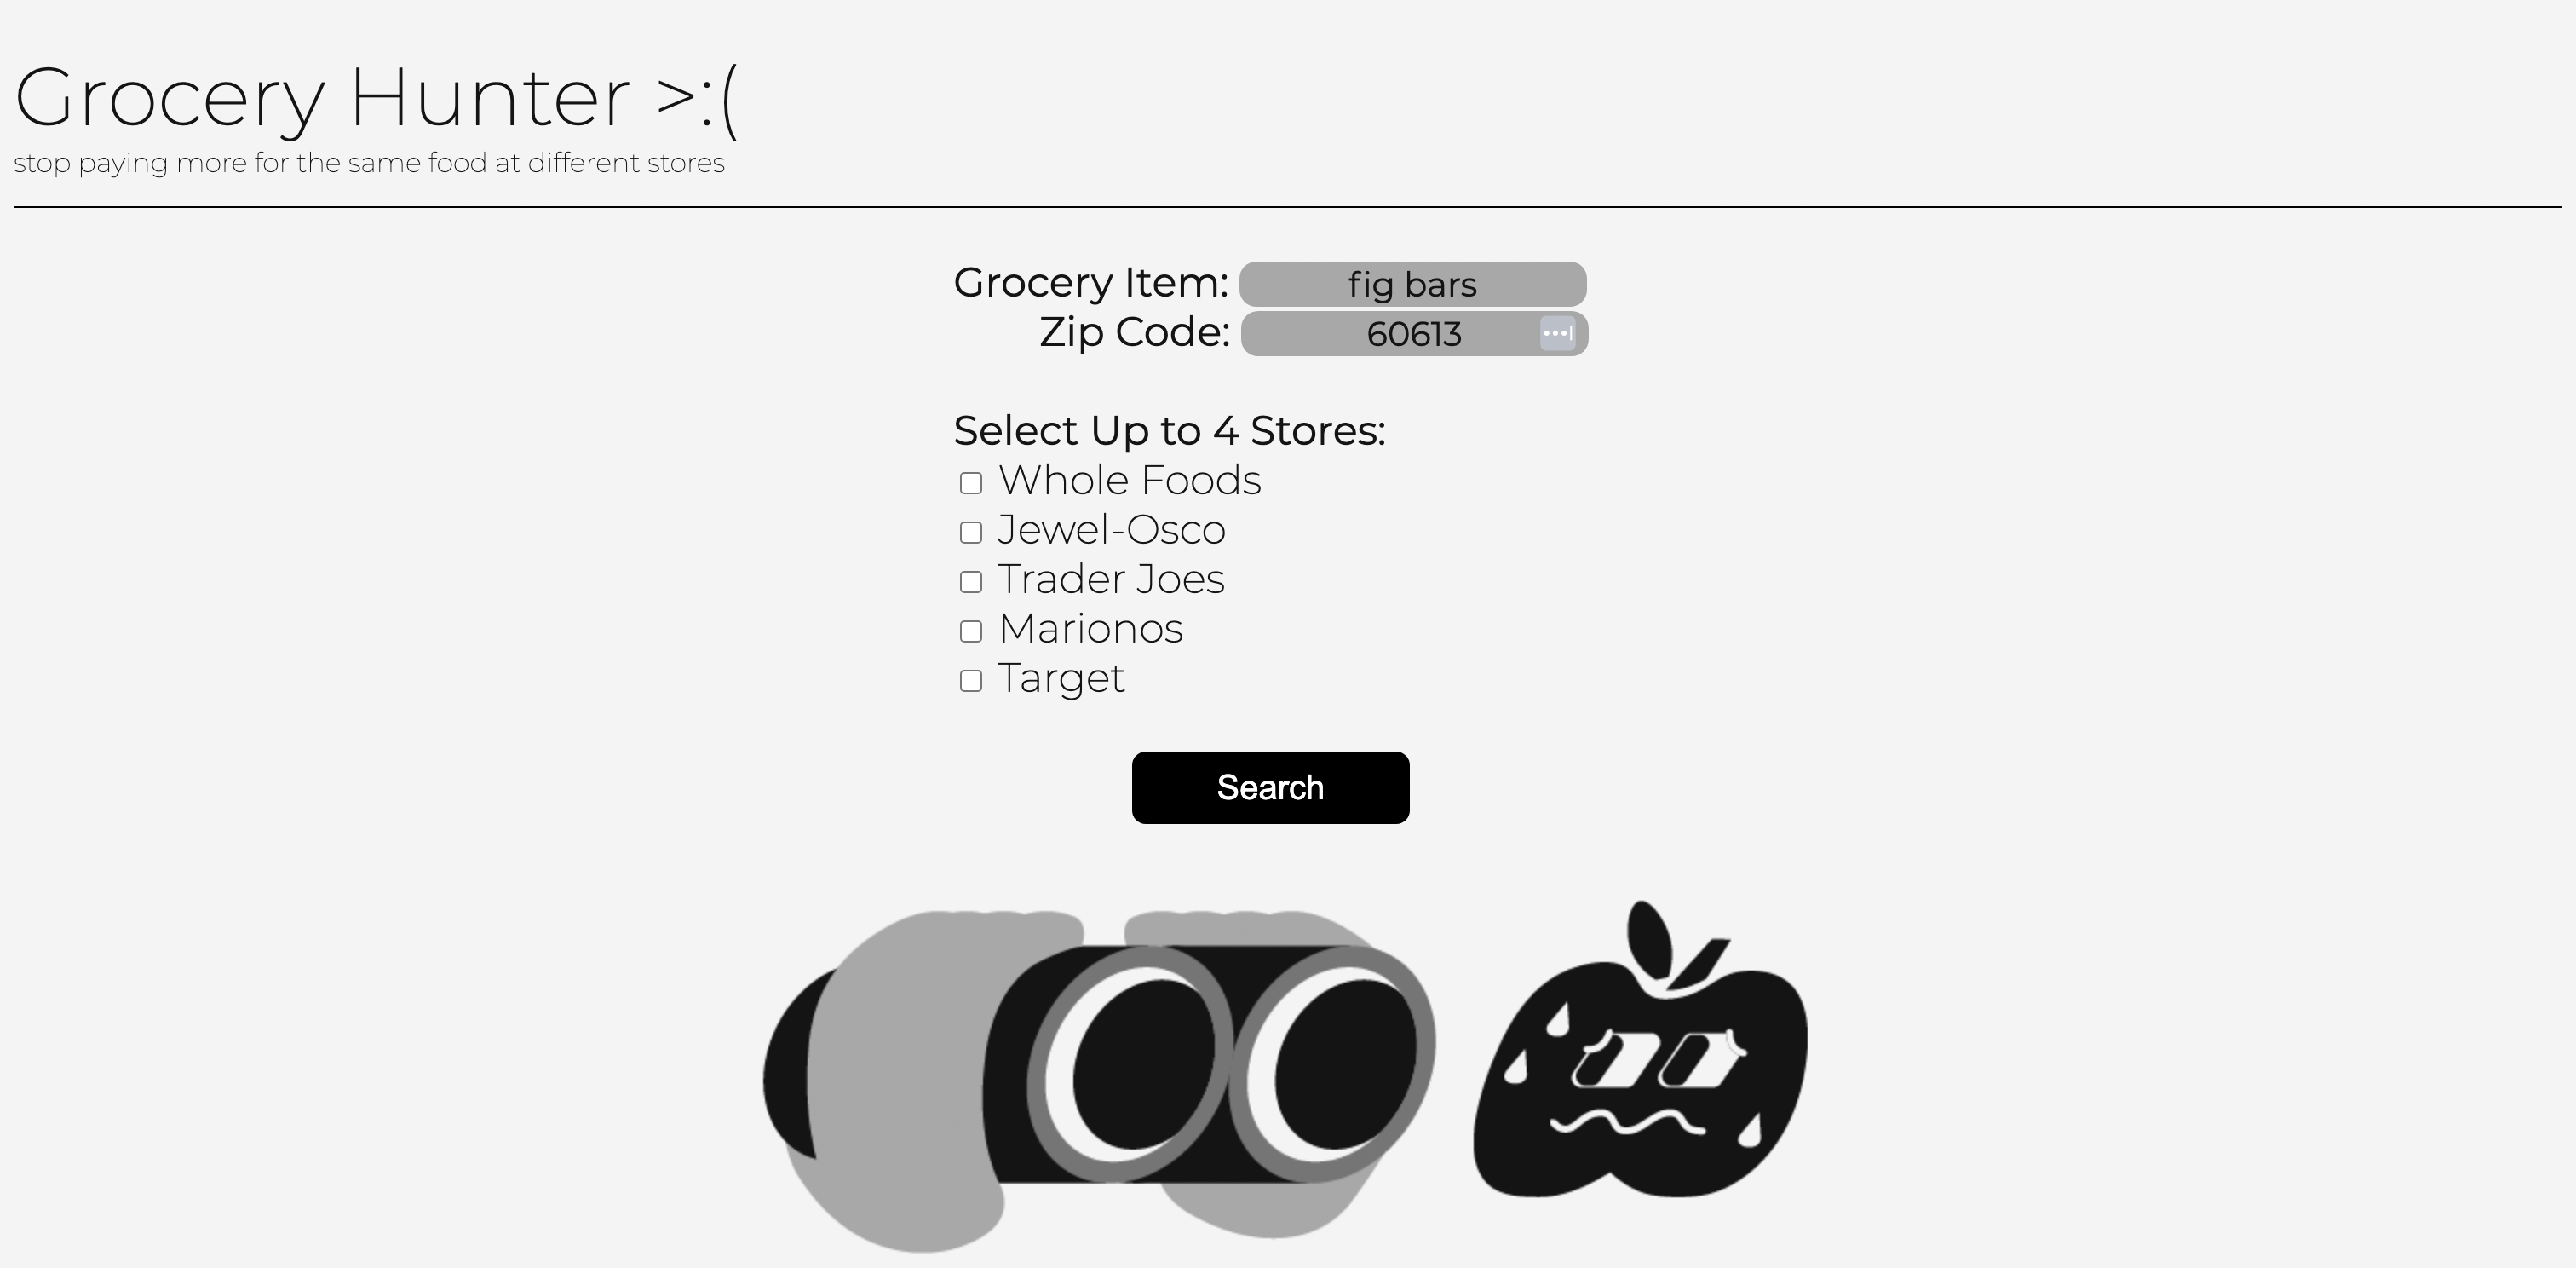 Grocery Hunter >:(
stop paying more for the same food at different stores
Grocery Item: fig bars
Zip Code: 60613
Select Up to 4 Stores:
Whole Foods
Jewel-Osco
Trader Joes
Marionos
Target
Search